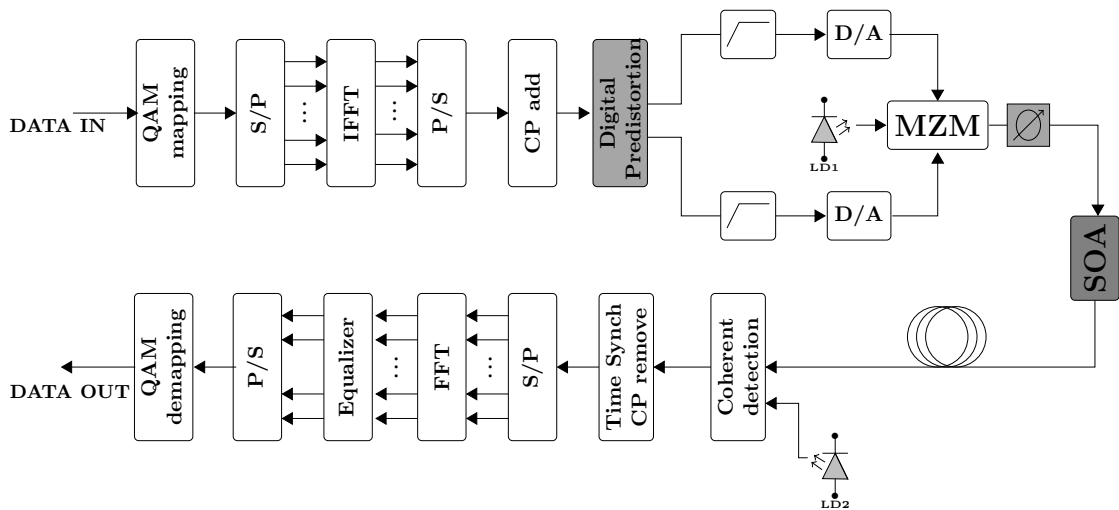 DATA IN
QAM
mapping
S/P
...
IFFT
...
P/S
CP add
Digital
Predistortion
D/A
D/A
LD1
MZM
SOA
DATA OUT
QAM
demapping
P/S
Equalizer
...
FFT
...
S/P
Time Synch
CP remove
Coherent
detection
LD2